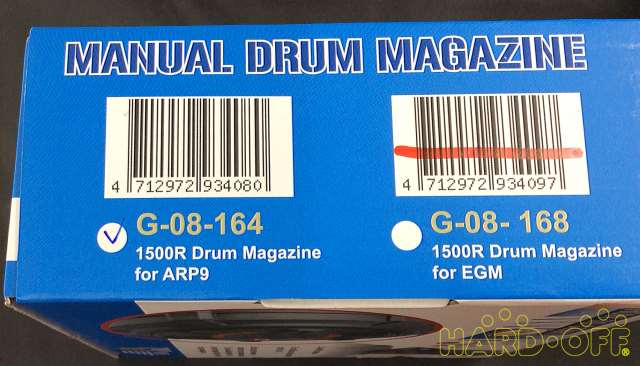 MANUAL DRUM MAGAZINE
4 712972 934080
G-08-164
1500R Drum Magazine
for ARP9
4 712972 934097
G-08- 168
1500R Drum Magazine
for EGM
HARD-OFF®